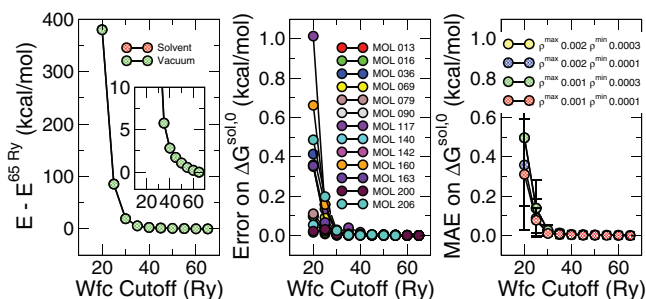 E - E^65 Ry (kcal/mol)
400
300
200
100
0
Solvent
Vacuum
10
5
0
10 20 30 40 50 60
20 40 60
Wfc Cutoff (Ry)
Error on ΔG^sol,0 (kcal/mol)
1.0
0.8
0.6
0.4
0.2
0.0
MOL 013
MOL 016
MOL 036
MOL 069
MOL 079
MOL 090
MOL 117
MOL 140
MOL 142
MOL 160
MOL 163
MOL 200
MOL 206
20 40 60
Wfc Cutoff (Ry)
MAE on ΔG^sol,0 (kcal/mol)
1.0
0.8
0.6
0.4
0.2
0.0
ρ^max 0.002 ρ^min 0.0003
ρ^max 0.002 ρ^min 0.0001
ρ^max 0.001 ρ^min 0.0003
ρ^max 0.001 ρ^min 0.0001
20 40 60
Wfc Cutoff (Ry)